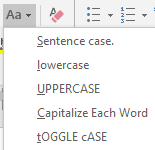 Aa
Sentence case.
lowercase
UPPERCASE
Capitalize Each Word
tOGGLE cASE